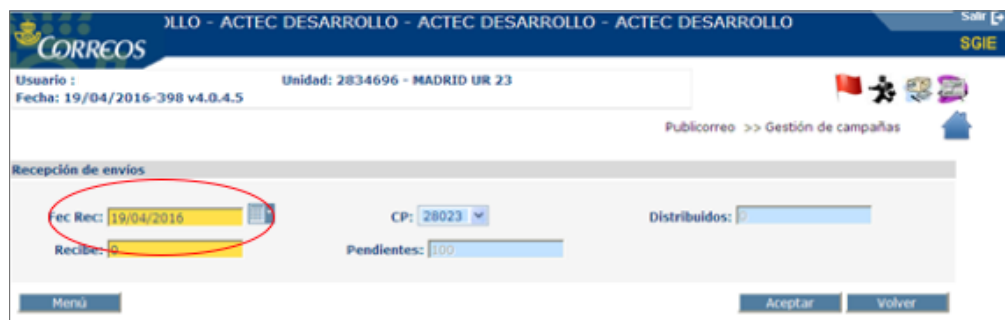 OLLO - ACTEC DESARROLLO - ACTEC DESARROLLO - ACTEC DESARROLLO
Salir
CORREOS
SGIE
Usuario : Unidad: 2834696 - MADRID UR 23
Fecha: 19/04/2016-398 v4.0.4.5
Publicorreo >> Gestión de campañas
Recepción de envíos
Fec Rec: 19/04/2016 CP: 28023 Distribuidos: 0
Recibe: 0 Pendientes: 100
Menú Aceptar Volver